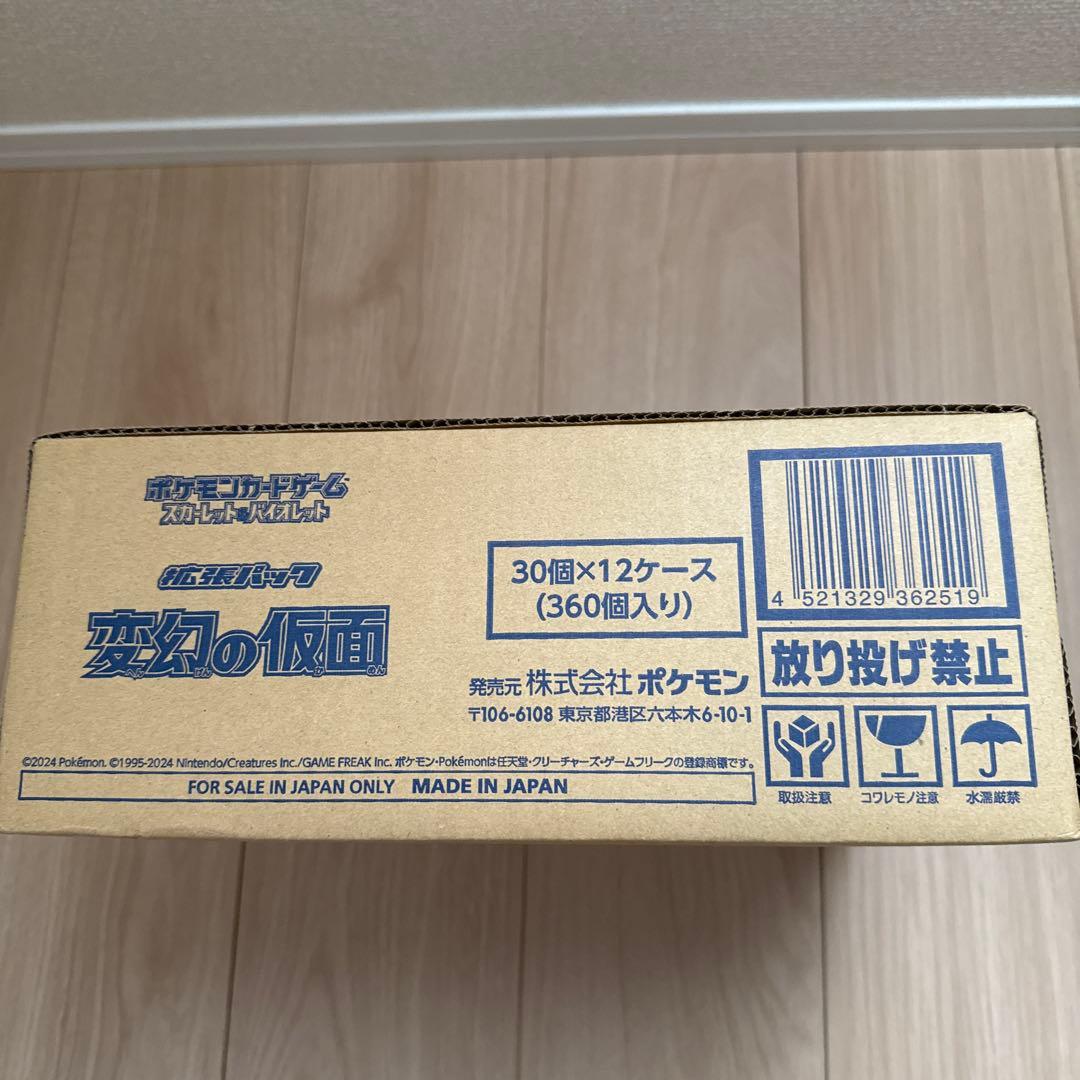 ポケモンカードゲーム
スカーレット&バイオレット
拡張パック
変幻の仮面
へん げん か めん
30個×12ケース
(360個入り)
発売元 株式会社 ポケモン
〒106-6108 東京都港区六本木6-10-1
©2024 Pokémon. ©1995-2024 Nintendo/Creatures Inc./GAME FREAK Inc. ポケモン・Pokémonは任天堂・クリーチャーズ・ゲームフリークの登録商標です。
FOR SALE IN JAPAN ONLY MADE IN JAPAN
4 521329 362519
放り投げ禁止
取扱注意 コワレモノ注意 水濡厳禁